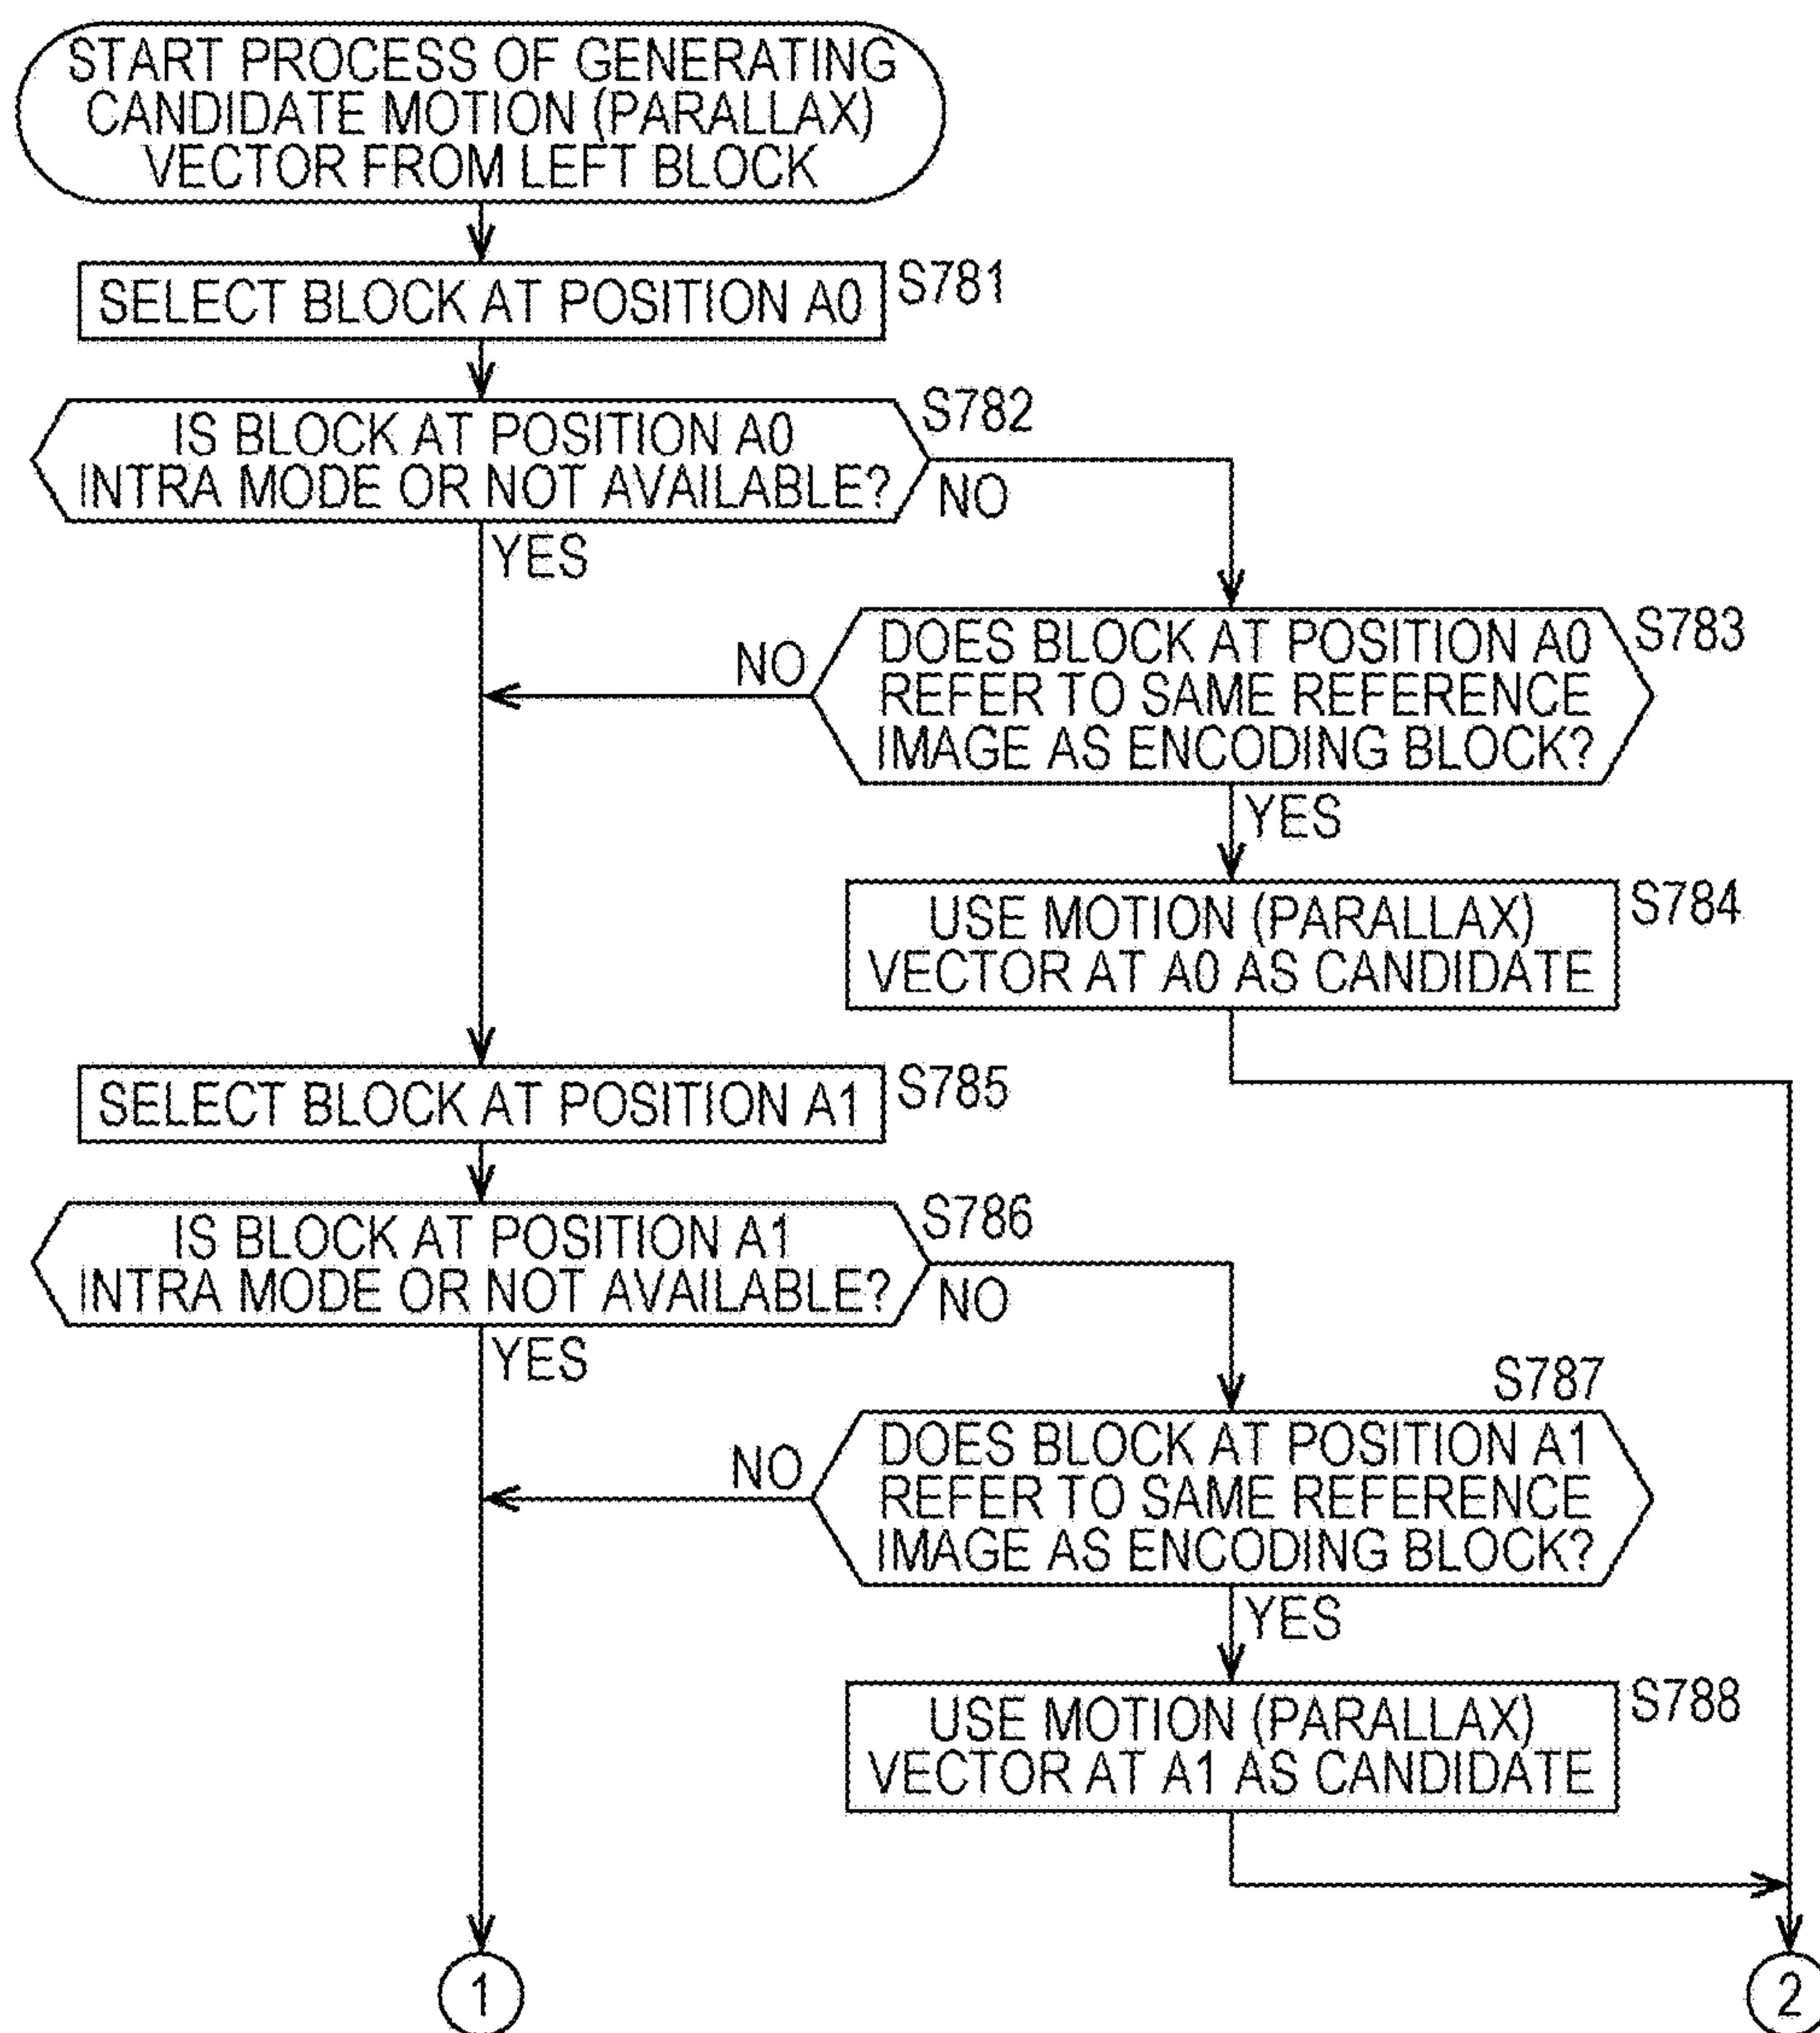 START PROCESS OF GENERATING
CANDIDATE MOTION (PARALLAX)
VECTOR FROM LEFT BLOCK
SELECT BLOCK AT POSITION A0
S781
IS BLOCK AT POSITION A0
INTRA MODE OR NOT AVAILABLE?
S782
NO
YES
DOES BLOCK AT POSITION A0
REFER TO SAME REFERENCE
IMAGE AS ENCODING BLOCK?
S783
NO
YES
USE MOTION (PARALLAX)
VECTOR AT A0 AS CANDIDATE
S784
SELECT BLOCK AT POSITION A1
S785
IS BLOCK AT POSITION A1
INTRA MODE OR NOT AVAILABLE?
S786
NO
YES
S787
DOES BLOCK AT POSITION A1
REFER TO SAME REFERENCE
IMAGE AS ENCODING BLOCK?
NO
YES
USE MOTION (PARALLAX)
VECTOR AT A1 AS CANDIDATE
S788
1
2